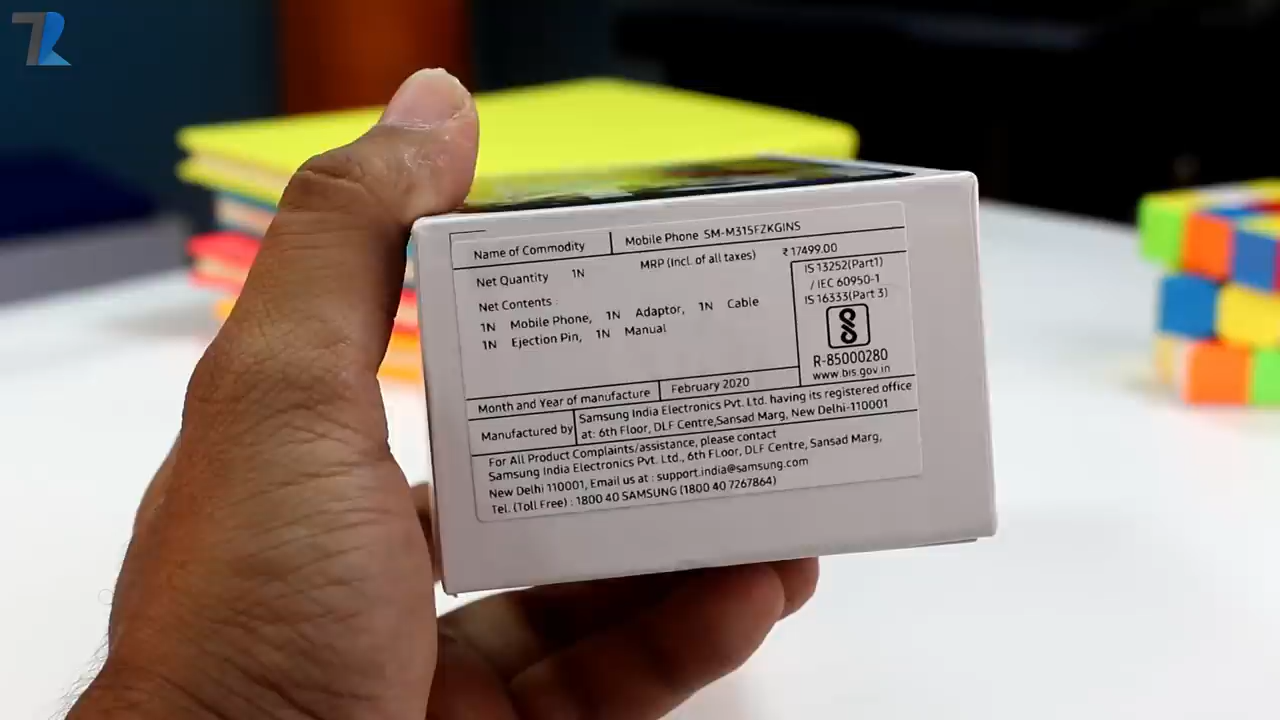 Name of Commodity Mobile Phone SM-M315FZKGINS
Net Quantity 1N MRP (Incl. of all taxes) ₹ 17499.00
Net Contents :
1N Mobile Phone, 1N Adaptor, 1N Cable
1N Ejection Pin, 1N Manual
IS 13252(Part1)
/ IEC 60950-1
IS 16333(Part 3)
R-85000280
www.bis.gov.in
Month and Year of manufacture February 2020
Manufactured by Samsung India Electronics Pvt. Ltd. having its registered office
at: 6th Floor, DLF Centre,Sansad Marg, New Delhi-110001
For All Product Complaints/assistance, please contact
Samsung India Electronics Pvt. Ltd., 6th Floor, DLF Centre, Sansad Marg,
New Delhi 110001, Email us at : support.india@samsung.com
Tel. (Toll Free) : 1800 40 SAMSUNG (1800 40 7267864)